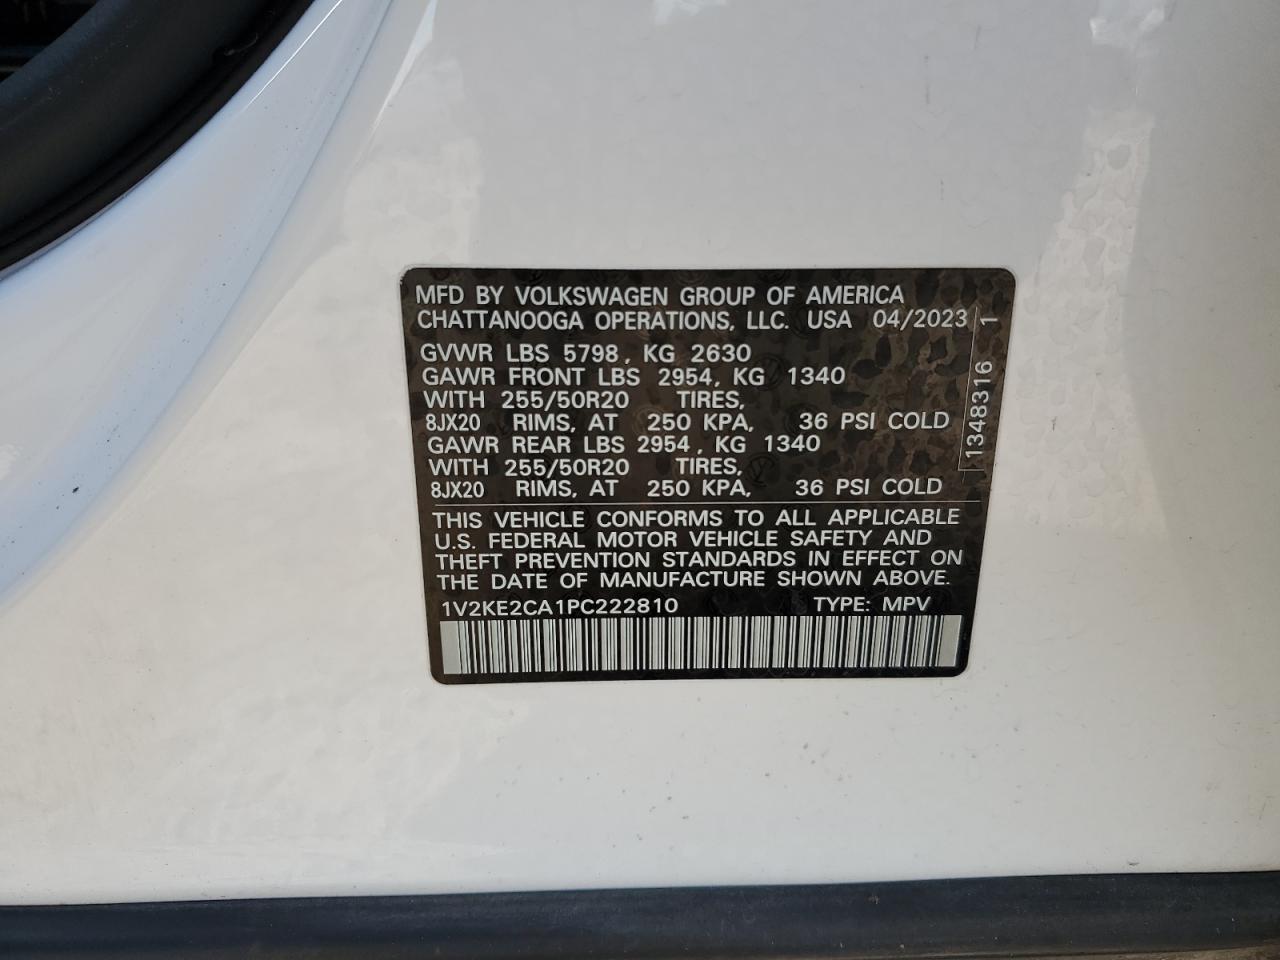 MFD BY VOLKSWAGEN GROUP OF AMERICA
CHATTANOOGA OPERATIONS, LLC. USA 04/2023
GVWR LBS 5798, KG 2630
GAWR FRONT LBS 2954, KG 1340
WITH 255/50R20 TIRES,
8JX20 RIMS, AT 250 KPA, 36 PSI COLD
GAWR REAR LBS 2954, KG 1340
WITH 255/50R20 TIRES,
8JX20 RIMS, AT 250 KPA, 36 PSI COLD
1348316 1
THIS VEHICLE CONFORMS TO ALL APPLICABLE
U.S. FEDERAL MOTOR VEHICLE SAFETY AND
THEFT PREVENTION STANDARDS IN EFFECT ON
THE DATE OF MANUFACTURE SHOWN ABOVE.
1V2KE2CA1PC222810 TYPE: MPV